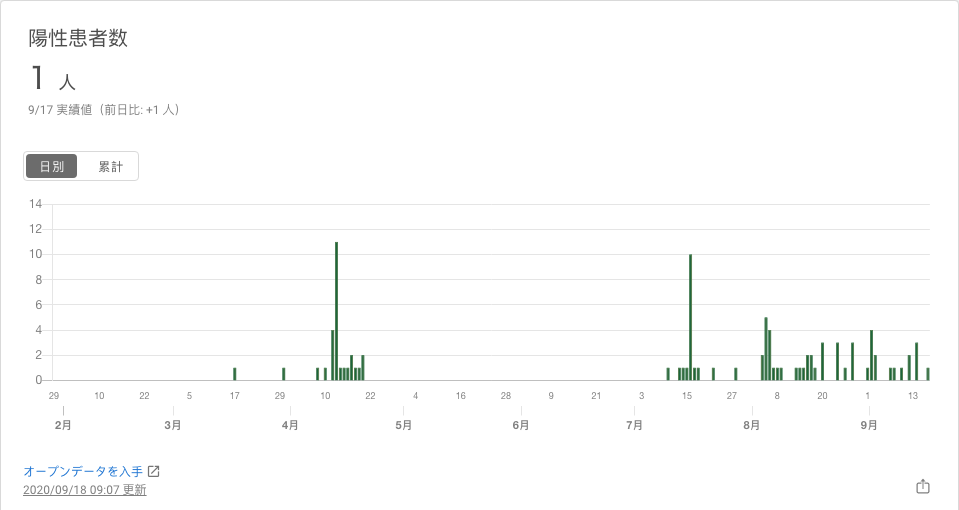 陽性患者数
1 人
9/17 実績値（前日比: +1 人）
日別 累計
14
12
10
8
6
4
2
0
29 10 22 5 17 29 10 22 4 16 28 9 21 3 15 27 8 20 1 13
2月 3月 4月 5月 6月 7月 8月 9月
オープンデータを入手
2020/09/18 09:07 更新